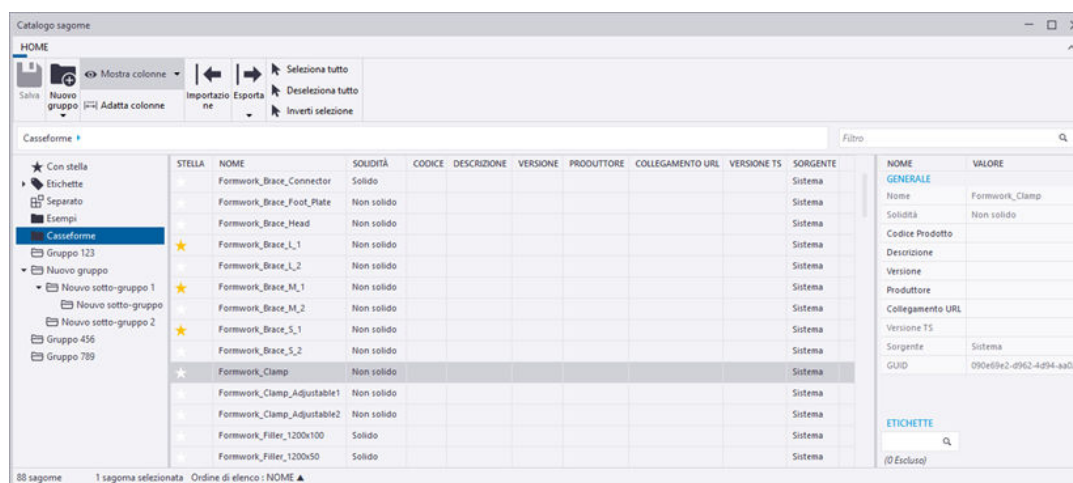 Catalogo sagome
HOME
Salva
Nuovo gruppo
Mostra colonne
Adatta colonne
Importazio
ne
Esporta
Seleziona tutto
Deseleziona tutto
Inverti selezione
Casseforme
Filtro
Con stella
Etichette
Separato
Esempi
Casseforme
Gruppo 123
Nuovo gruppo
Nouvo sotto-gruppo 1
Nouvo sotto-gruppo
Nouvo sotto-gruppo 2
Gruppo 456
Gruppo 789
STELLA NOME SOLIDITÀ CODICE DESCRIZIONE VERSIONE PRODUTTORE COLLEGAMENTO URL VERSIONE TS SORGENTE
Formwork_Brace_Connector Solido Sistema
Formwork_Brace_Foot_Plate Non solido Sistema
Formwork_Brace_Head Non solido Sistema
Formwork_Brace_L_1 Non solido Sistema
Formwork_Brace_L_2 Non solido Sistema
Formwork_Brace_M_1 Non solido Sistema
Formwork_Brace_M_2 Non solido Sistema
Formwork_Brace_S_1 Non solido Sistema
Formwork_Brace_S_2 Non solido Sistema
Formwork_Clamp Non solido Sistema
Formwork_Clamp_Adjustable1 Non solido Sistema
Formwork_Clamp_Adjustable2 Non solido Sistema
Formwork_Filler_1200x100 Solido Sistema
Formwork_Filler_1200x50 Solido Sistema
NOME VALORE
GENERALE
Nome Formwork_Clamp
Solidità Non solido
Codice Prodotto
Descrizione
Versione
Produttore
Collegamento URL
Versione TS
Sorgente Sistema
GUID 090e69e2-d962-4d94-aa0
ETICHETTE
(0 Escluso)
88 sagome 1 sagoma selezionata Ordine di elenco : NOME ▲